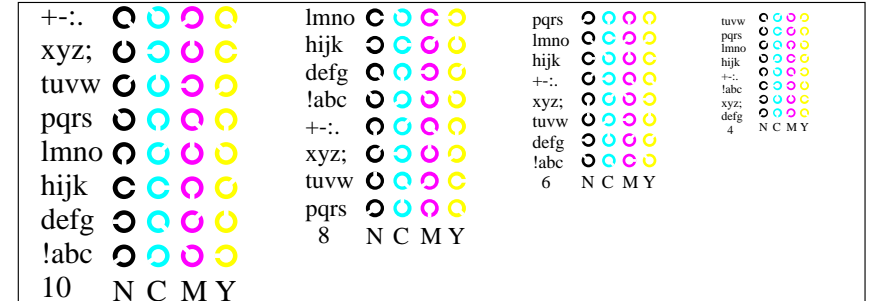 +-:.
xyz;
tuvw
pqrs
lmno
hijk
defg
!abc
10 N C M Y
lmno
hijk
defg
!abc
+-:.
xyz;
tuvw
pqrs
8 N C M Y
pqrs
lmno
hijk
+-:.
xyz;
tuvw
defg
!abc
6 N C M Y
tuvw
pqrs
lmno
hijk
+-:.
!abc
xyz;
defg
4 N C M Y